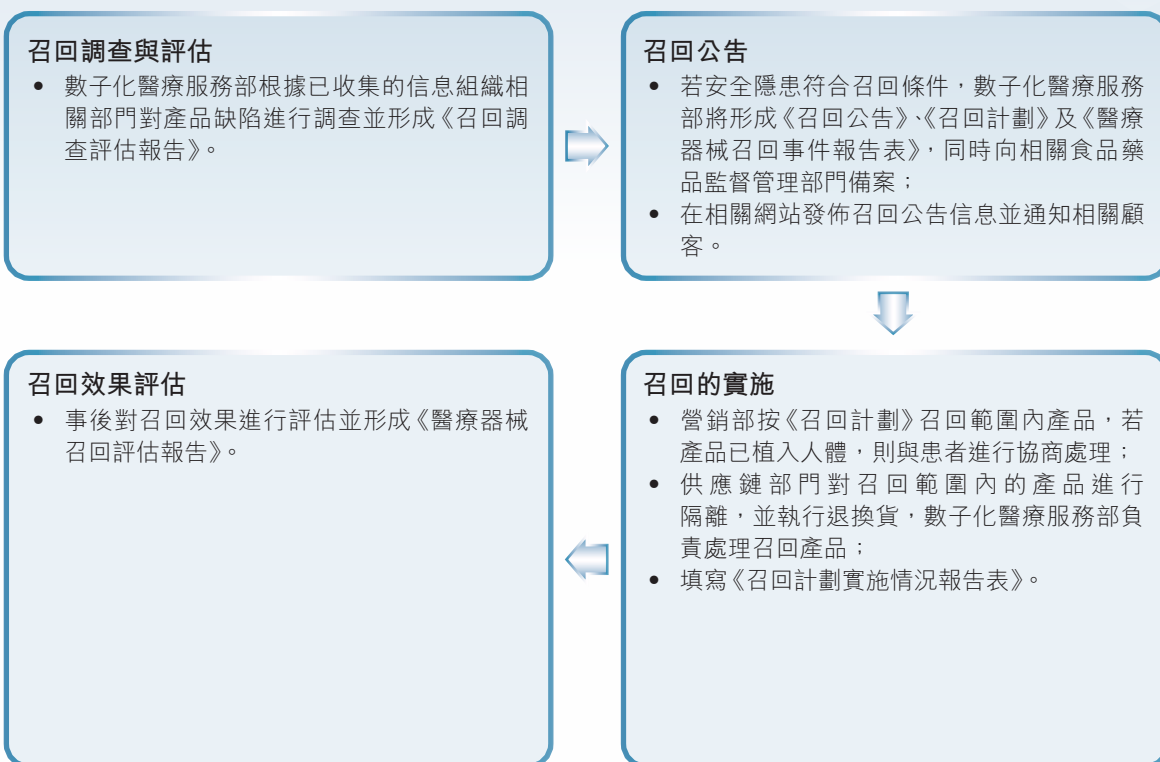 召回調查與評估
• 數子化醫療服務部根據已收集的信息組織相
關部門對產品缺陷進行調查並形成《召回調
查評估報告》。
召回公告
• 若安全隱患符合召回條件，數子化醫療服務
部將形成《召回公告》、《召回計劃》及《醫療
器械召回事件報告表》，同時向相關食品藥
品監督管理部門備案；
• 在相關網站發佈召回公告信息並通知相關顧
客。
召回的實施
• 營銷部按《召回計劃》召回範圍內產品，若
產品已植入人體，則與患者進行協商處理；
• 供應鏈部門對召回範圍內的產品進行
隔離，並執行退換貨，數子化醫療服務部負
責處理召回產品；
• 填寫《召回計劃實施情況報告表》。
召回效果評估
• 事後對召回效果進行評估並形成《醫療器械
召回評估報告》。